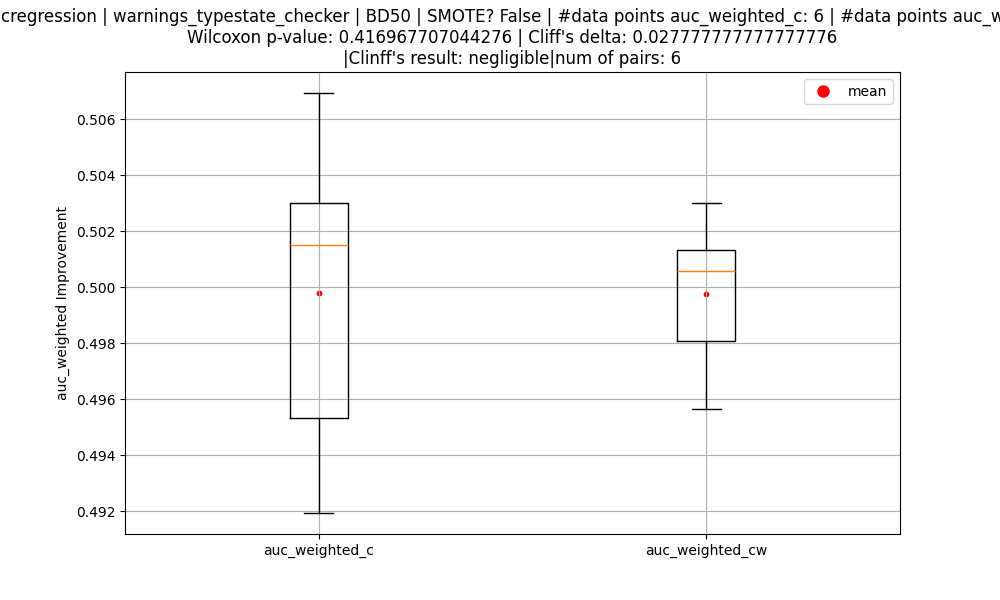 cregression | warnings_typestate_checker | BD50 | SMOTE? False | #data points auc_weighted_c: 6 | #data points auc_w
Wilcoxon p-value: 0.416967707044276 | Cliff's delta: 0.027777777777777776
|Clinff's result: negligible|num of pairs: 6
mean
0.506
0.504
0.502
0.500
0.498
0.496
0.494
0.492
auc_weighted Improvement
auc_weighted_c
auc_weighted_cw